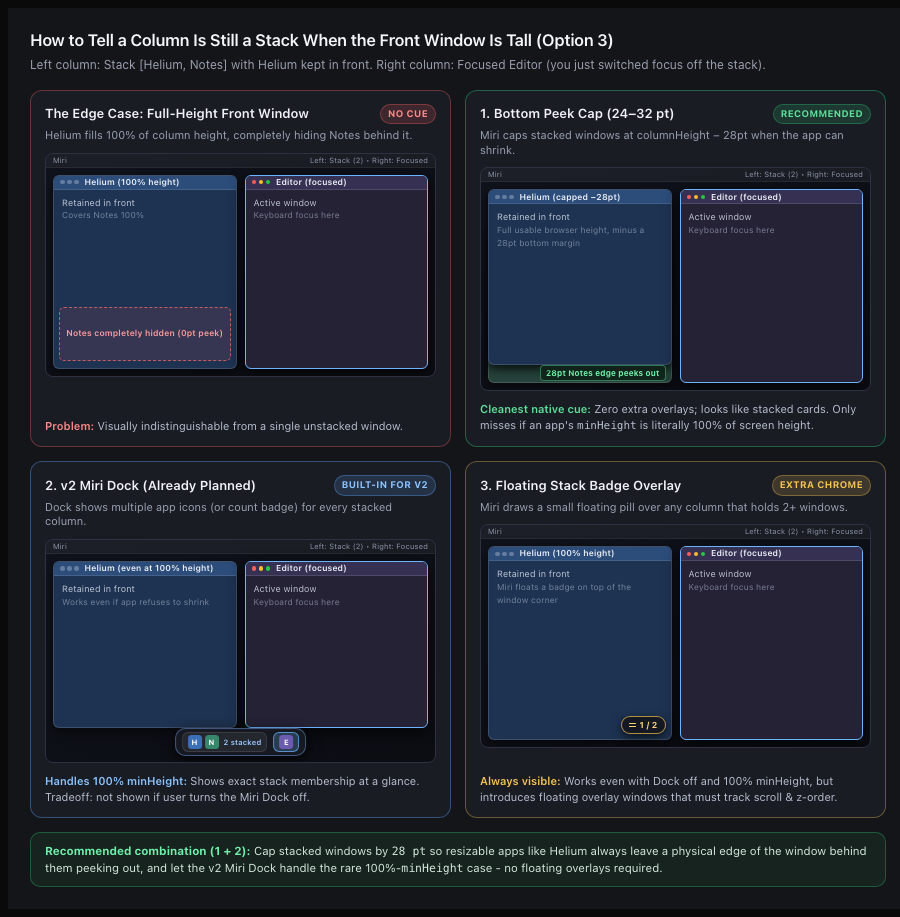 How to Tell a Column Is Still a Stack When the Front Window Is Tall (Option 3)
Left column: Stack [Helium, Notes] with Helium kept in front. Right column: Focused Editor (you just switched focus off the stack).
The Edge Case: Full-Height Front Window
NO CUE
Helium fills 100% of column height, completely hiding Notes behind it.
Miri
Left: Stack (2) • Right: Focused
Helium (100% height)
Retained in front
Covers Notes 100%
Notes completely hidden (0pt peek)
Editor (focused)
Active window
Keyboard focus here
Problem: Visually indistinguishable from a single unstacked window.
1. Bottom Peek Cap (24–32 pt)
RECOMMENDED
Miri caps stacked windows at columnHeight − 28pt when the app can
shrink.
Miri
Left: Stack (2) • Right: Focused
Helium (capped −28pt)
Retained in front
Full usable browser height, minus a
28pt bottom margin
28pt Notes edge peeks out
Editor (focused)
Active window
Keyboard focus here
Cleanest native cue: Zero extra overlays; looks like stacked cards. Only
misses if an app's minHeight is literally 100% of screen height.
2. v2 Miri Dock (Already Planned)
BUILT-IN FOR V2
Dock shows multiple app icons (or count badge) for every stacked
column.
Miri
Left: Stack (2) • Right: Focused
Helium (even at 100% height)
Retained in front
Works even if app refuses to shrink
Editor (focused)
Active window
Keyboard focus here
H N 2 stacked E
Handles 100% minHeight: Shows exact stack membership at a glance.
Tradeoff: not shown if user turns the Miri Dock off.
3. Floating Stack Badge Overlay
EXTRA CHROME
Miri draws a small floating pill over any column that holds 2+ windows.
Miri
Left: Stack (2) • Right: Focused
Helium (100% height)
Retained in front
Miri floats a badge on top of the
window corner
1 / 2
Editor (focused)
Active window
Keyboard focus here
Always visible: Works even with Dock off and 100% minHeight, but
introduces floating overlay windows that must track scroll & z-order.
Recommended combination (1 + 2): Cap stacked windows by 28 pt so resizable apps like Helium always leave a physical edge of the window behind
them peeking out, and let the v2 Miri Dock handle the rare 100%-minHeight case - no floating overlays required.